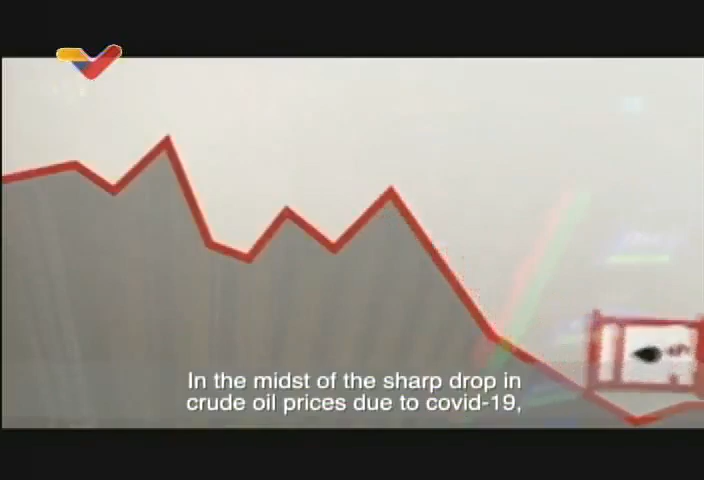 In the midst of the sharp drop in
crude oil prices due to covid-19,